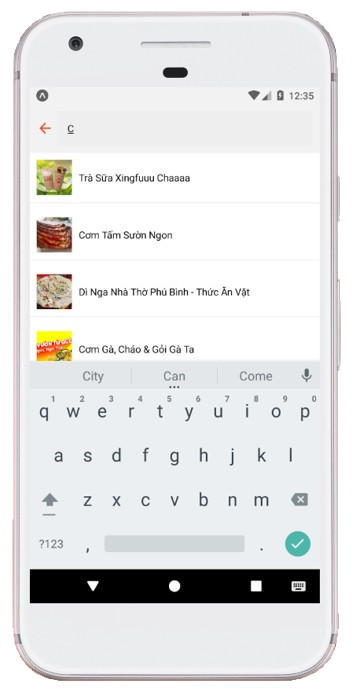 12:35
C
Trà Sữa Xingfuuu Chaaaa
Cơm Tấm Sườn Ngon
Dì Nga Nhà Thờ Phú Bình - Thức Ăn Vặt
Cơm Gà, Cháo & Gỏi Gà Ta
City Can Come
1 2 3 4 5 6 7 8 9 0
q w e r t y u i o p
a s d f g h j k l
z x c v b n m
?123 , .